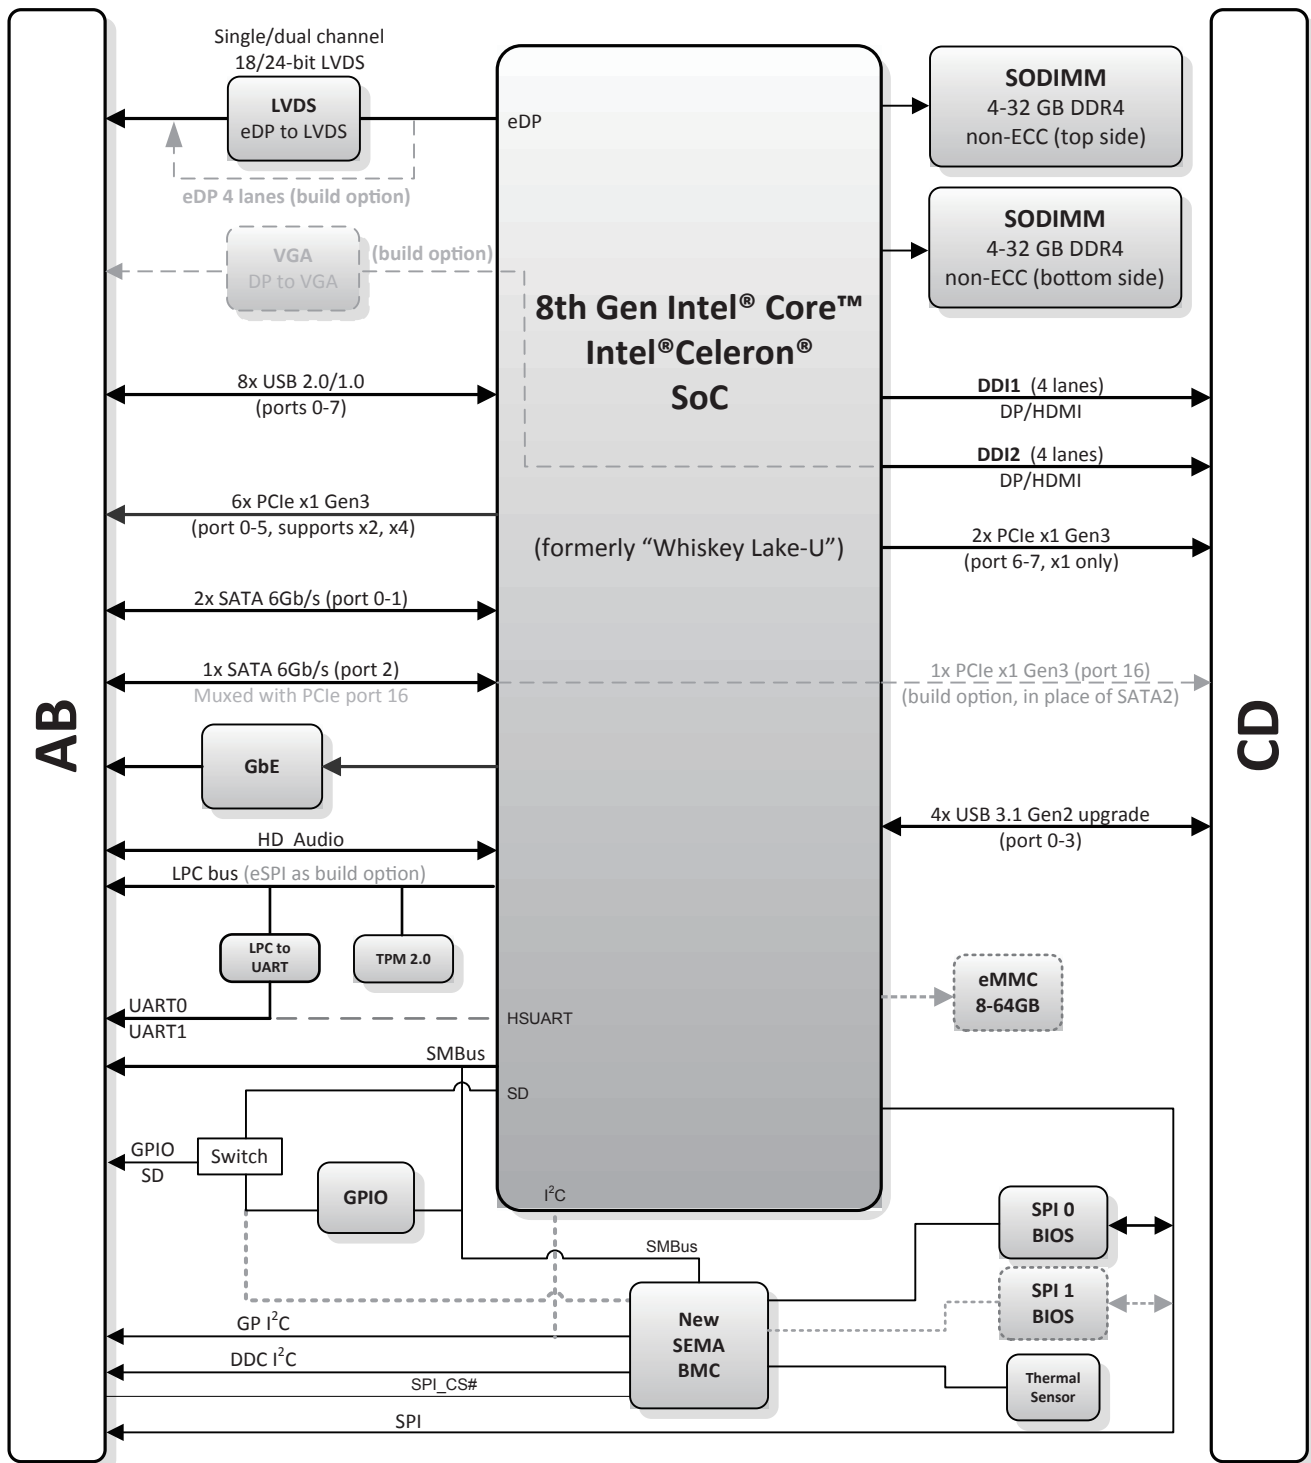 Single/dual channel
18/24-bit LVDS
LVDS
eDP to LVDS
eDP
eDP 4 lanes (build option)
VGA
DP to VGA
(build option)
8x USB 2.0/1.0
(ports 0-7)
6x PCIe x1 Gen3
(port 0-5, supports x2, x4)
2x SATA 6Gb/s (port 0-1)
1x SATA 6Gb/s (port 2)
Muxed with PCIe port 16
AB
GbE
HD Audio
LPC bus (eSPI as build option)
LPC to
UART
TPM 2.0
UART0
UART1
HSUART
SMBus
SD
GPIO
SD
Switch
GPIO
I²C
8th Gen Intel® Core™
Intel®Celeron®
SoC
(formerly “Whiskey Lake-U”)
SODIMM
4-32 GB DDR4
non-ECC (top side)
SODIMM
4-32 GB DDR4
non-ECC (bottom side)
DDI1 (4 lanes)
DP/HDMI
DDI2 (4 lanes)
DP/HDMI
2x PCIe x1 Gen3
(port 6-7, x1 only)
1x PCIe x1 Gen3 (port 16)
(build option, in place of SATA2)
CD
4x USB 3.1 Gen2 upgrade
(port 0-3)
eMMC
8-64GB
SPI 0
BIOS
SPI 1
BIOS
Thermal
Sensor
SMBus
New
SEMA
BMC
GP I²C
DDC I²C
SPI_CS#
SPI